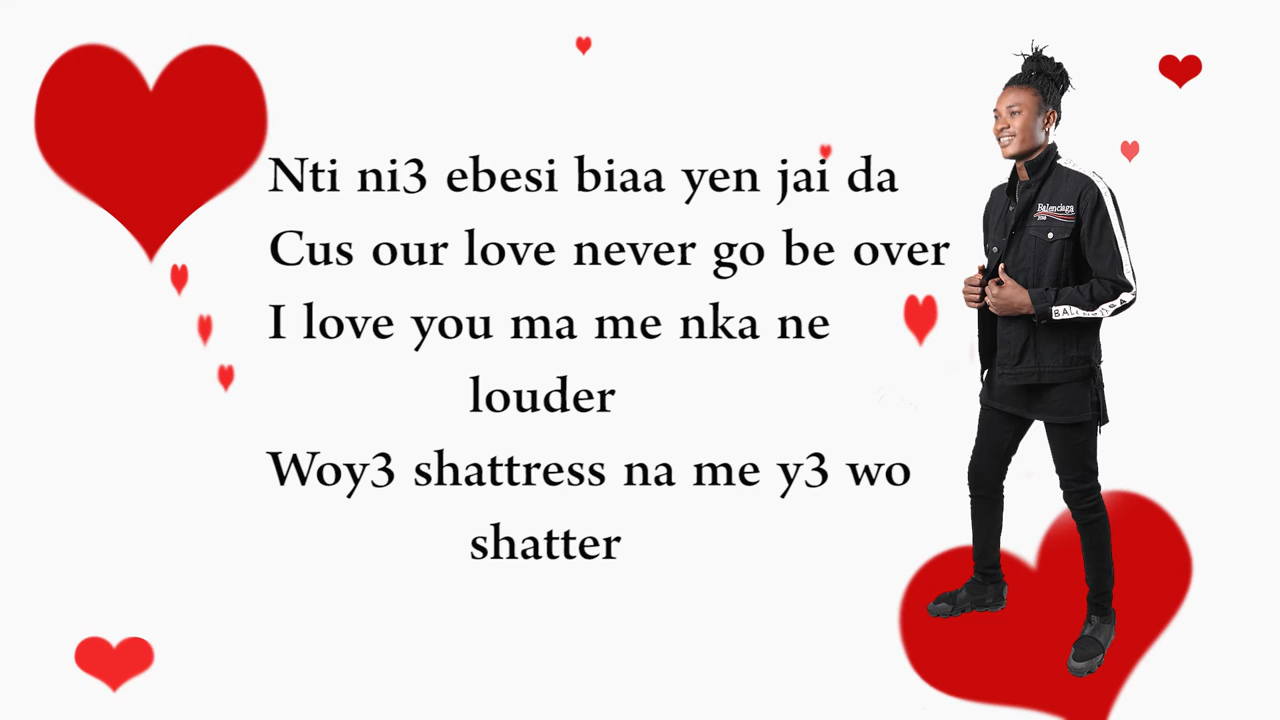 Nti ni3 ebesi biaa yen jai da
Cus our love never go be over
I love you ma me nka ne
louder
Woy3 shattress na me y3 wo
shatter
Balenciaga